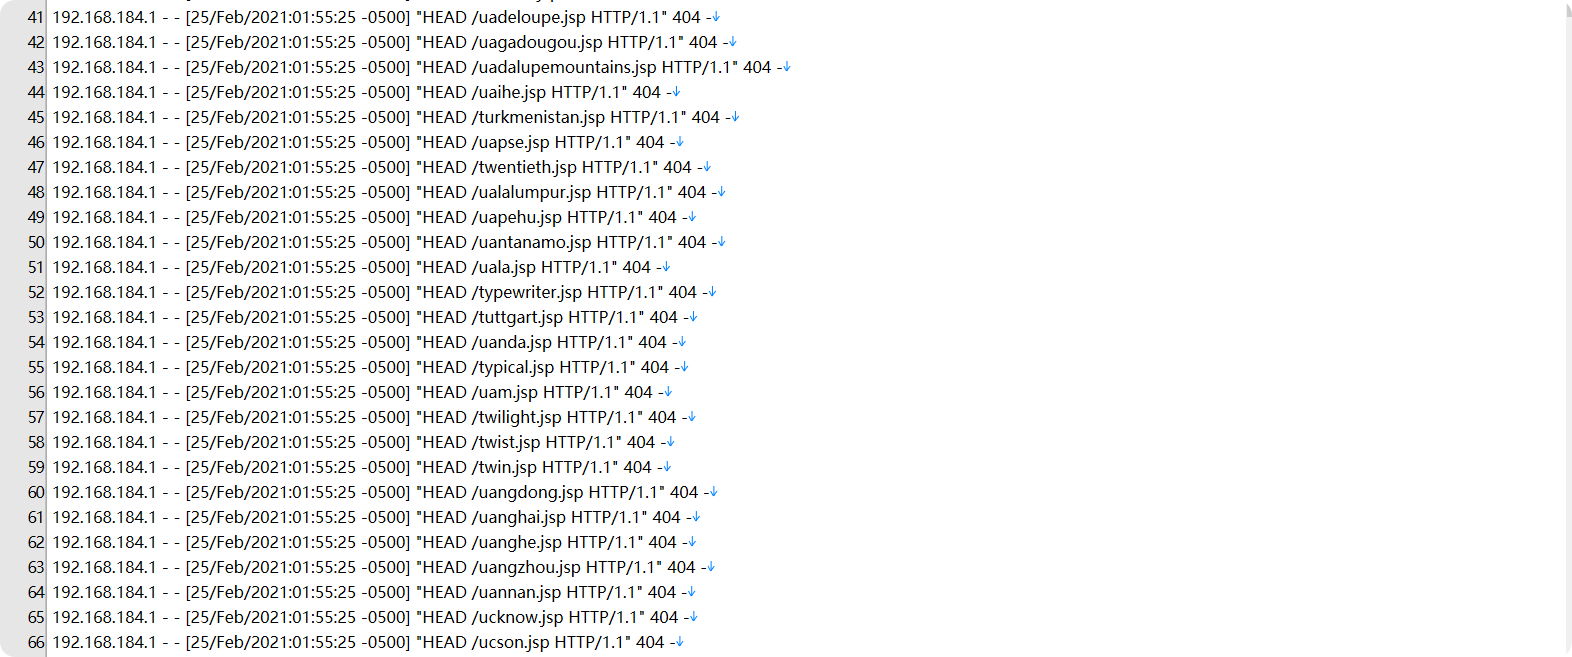 41 192.168.184.1 - - [25/Feb/2021:01:55:25 -0500] "HEAD /uadeloupe.jsp HTTP/1.1" 404 -↓
42 192.168.184.1 - - [25/Feb/2021:01:55:25 -0500] "HEAD /uagadougou.jsp HTTP/1.1" 404 -↓
43 192.168.184.1 - - [25/Feb/2021:01:55:25 -0500] "HEAD /uadalupemountains.jsp HTTP/1.1" 404 -↓
44 192.168.184.1 - - [25/Feb/2021:01:55:25 -0500] "HEAD /uaihe.jsp HTTP/1.1" 404 -↓
45 192.168.184.1 - - [25/Feb/2021:01:55:25 -0500] "HEAD /turkmenistan.jsp HTTP/1.1" 404 -↓
46 192.168.184.1 - - [25/Feb/2021:01:55:25 -0500] "HEAD /uapse.jsp HTTP/1.1" 404 -↓
47 192.168.184.1 - - [25/Feb/2021:01:55:25 -0500] "HEAD /twentieth.jsp HTTP/1.1" 404 -↓
48 192.168.184.1 - - [25/Feb/2021:01:55:25 -0500] "HEAD /ualalumpur.jsp HTTP/1.1" 404 -↓
49 192.168.184.1 - - [25/Feb/2021:01:55:25 -0500] "HEAD /uapehu.jsp HTTP/1.1" 404 -↓
50 192.168.184.1 - - [25/Feb/2021:01:55:25 -0500] "HEAD /uantanamo.jsp HTTP/1.1" 404 -↓
51 192.168.184.1 - - [25/Feb/2021:01:55:25 -0500] "HEAD /uala.jsp HTTP/1.1" 404 -↓
52 192.168.184.1 - - [25/Feb/2021:01:55:25 -0500] "HEAD /typewriter.jsp HTTP/1.1" 404 -↓
53 192.168.184.1 - - [25/Feb/2021:01:55:25 -0500] "HEAD /tuttgart.jsp HTTP/1.1" 404 -↓
54 192.168.184.1 - - [25/Feb/2021:01:55:25 -0500] "HEAD /uanda.jsp HTTP/1.1" 404 -↓
55 192.168.184.1 - - [25/Feb/2021:01:55:25 -0500] "HEAD /typical.jsp HTTP/1.1" 404 -↓
56 192.168.184.1 - - [25/Feb/2021:01:55:25 -0500] "HEAD /uam.jsp HTTP/1.1" 404 -↓
57 192.168.184.1 - - [25/Feb/2021:01:55:25 -0500] "HEAD /twilight.jsp HTTP/1.1" 404 -↓
58 192.168.184.1 - - [25/Feb/2021:01:55:25 -0500] "HEAD /twist.jsp HTTP/1.1" 404 -↓
59 192.168.184.1 - - [25/Feb/2021:01:55:25 -0500] "HEAD /twin.jsp HTTP/1.1" 404 -↓
60 192.168.184.1 - - [25/Feb/2021:01:55:25 -0500] "HEAD /uangdong.jsp HTTP/1.1" 404 -↓
61 192.168.184.1 - - [25/Feb/2021:01:55:25 -0500] "HEAD /uanghai.jsp HTTP/1.1" 404 -↓
62 192.168.184.1 - - [25/Feb/2021:01:55:25 -0500] "HEAD /uanghe.jsp HTTP/1.1" 404 -↓
63 192.168.184.1 - - [25/Feb/2021:01:55:25 -0500] "HEAD /uangzhou.jsp HTTP/1.1" 404 -↓
64 192.168.184.1 - - [25/Feb/2021:01:55:25 -0500] "HEAD /uannan.jsp HTTP/1.1" 404 -↓
65 192.168.184.1 - - [25/Feb/2021:01:55:25 -0500] "HEAD /ucknow.jsp HTTP/1.1" 404 -↓
66 192.168.184.1 - - [25/Feb/2021:01:55:25 -0500] "HEAD /ucson.jsp HTTP/1.1" 404 -↓